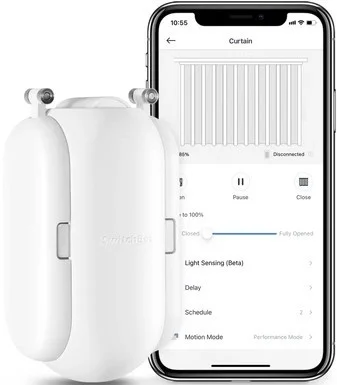 10:55
Curtain
85%
Disconnected
Pause
Close
to 100%
Closed
Fully Opened
Light Sensing (Beta)
Delay
Schedule
2
Motion Mode
Performance Mode